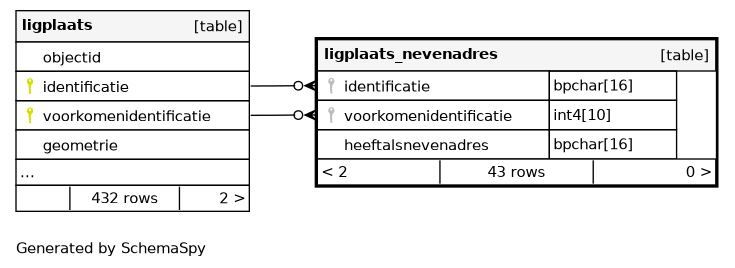 ligplaats [table]
objectid
identificatie
voorkomenidentificatie
geometrie
...
432 rows 2 >
ligplaats_nevenadres [table]
identificatie bpchar[16]
voorkomenidentificatie int4[10]
heeftalsnevenadres bpchar[16]
< 2 43 rows 0 >
Generated by SchemaSpy